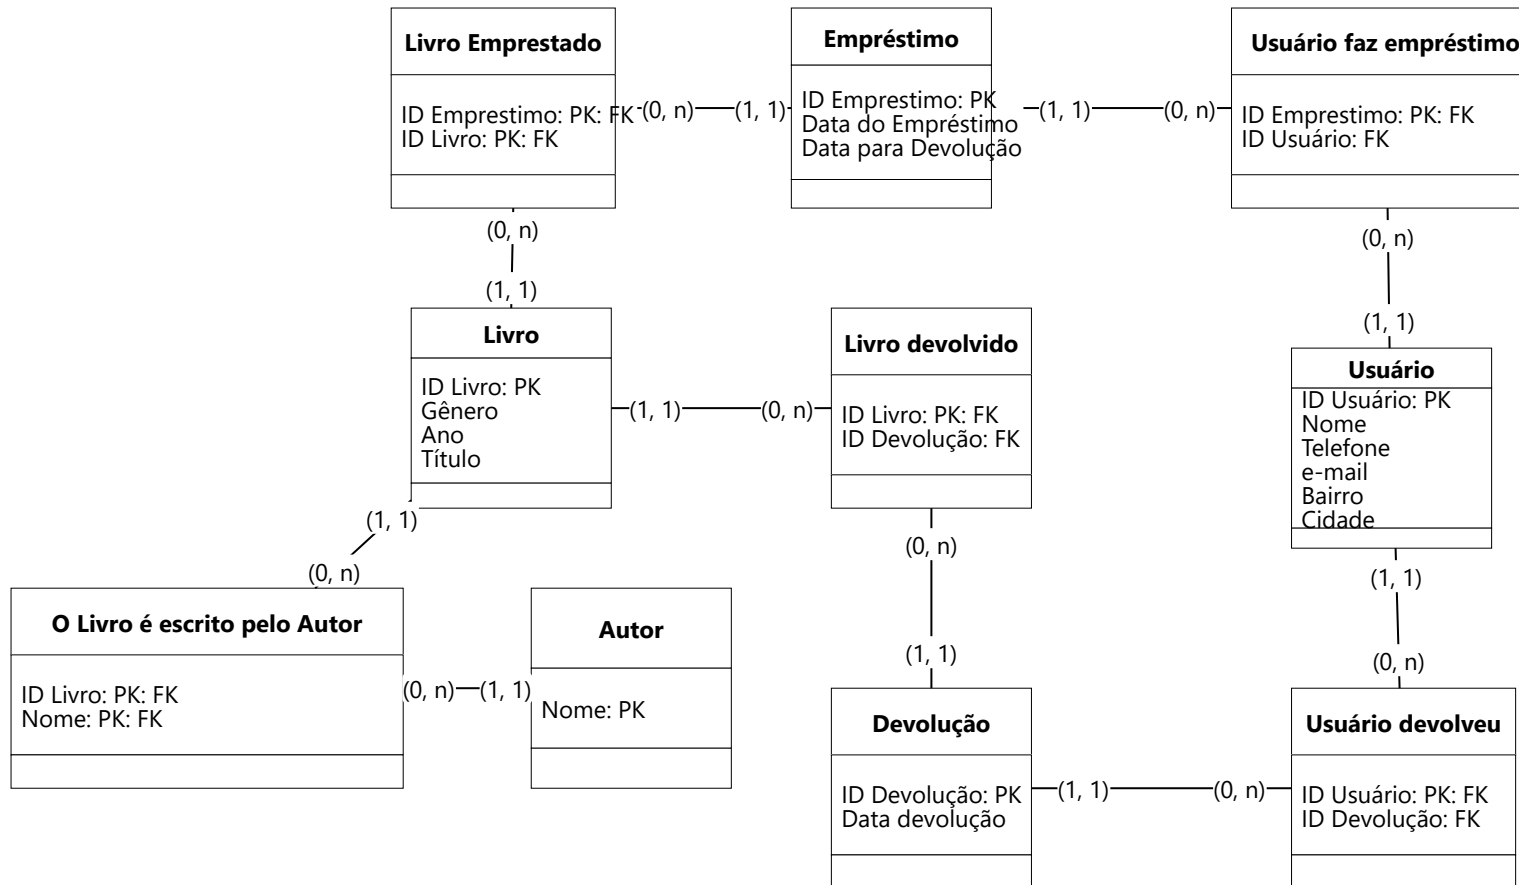 Livro Emprestado
ID Emprestimo: PK: FK
ID Livro: PK: FK
(0, n)
(1, 1)
Empréstimo
ID Emprestimo: PK
Data do Empréstimo
Data para Devolução
(1, 1)
(0, n)
Usuário faz empréstimo
ID Emprestimo: PK: FK
ID Usuário: FK
(0, n)
(1, 1)
(0, n)
(1, 1)
Livro
ID Livro: PK
Gênero
Ano
Título
(1, 1)
(0, n)
Livro devolvido
ID Livro: PK: FK
ID Devolução: FK
Usuário
ID Usuário: PK
Nome
Telefone
e-mail
Bairro
Cidade
(1, 1)
(0, n)
(0, n)
(1, 1)
(1, 1)
(0, n)
O Livro é escrito pelo Autor
ID Livro: PK: FK
Nome: PK: FK
(0, n)
(1, 1)
Autor
Nome: PK
Devolução
ID Devolução: PK
Data devolução
(1, 1)
(0, n)
Usuário devolveu
ID Usuário: PK: FK
ID Devolução: FK